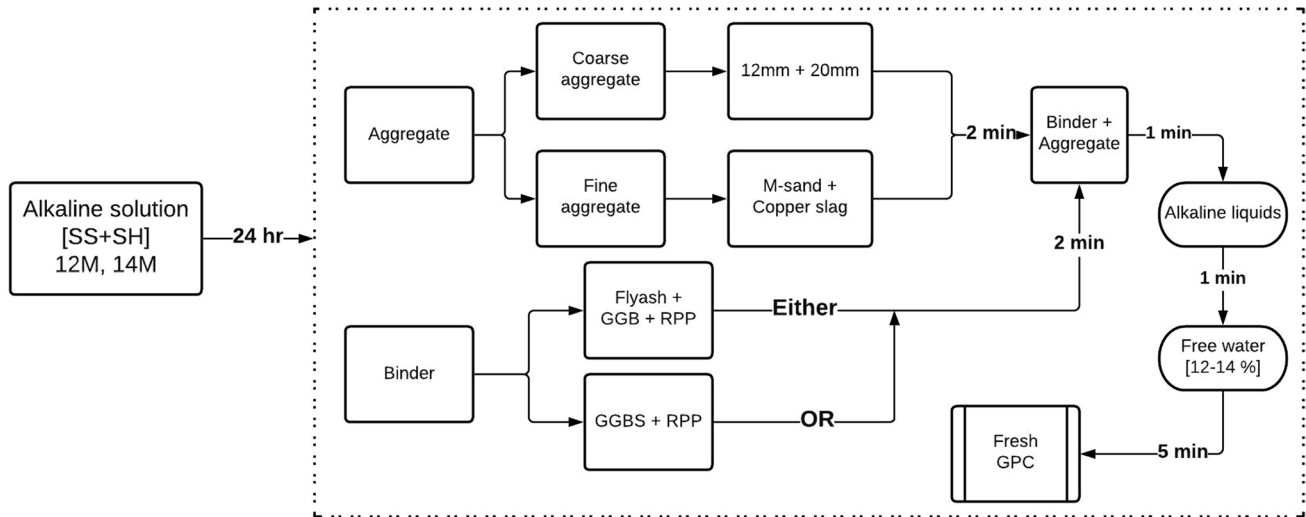 Alkaline solution
[SS+SH]
12M, 14M
24 hr
Aggregate
Coarse
aggregate
12mm + 20mm
Fine
aggregate
M-sand +
Copper slag
2 min
Binder +
Aggregate
1 min
Alkaline liquids
1 min
Free water
[12-14 %]
5 min
Fresh
GPC
2 min
Binder
Flyash +
GGB + RPP
Either
GGBS + RPP
OR